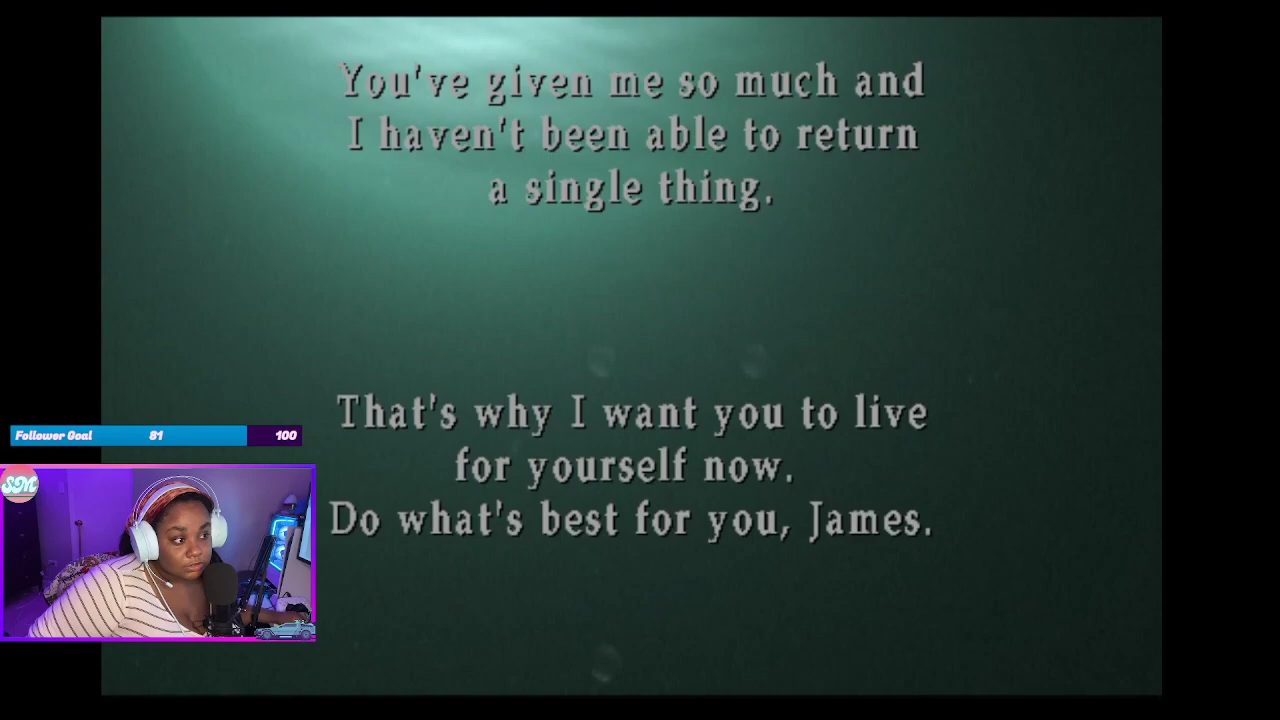 You've given me so much and
I haven't been able to return
a single thing.
That's why I want you to live
for yourself now.
Do what's best for you, James.
Follower Goal 81 100
SM